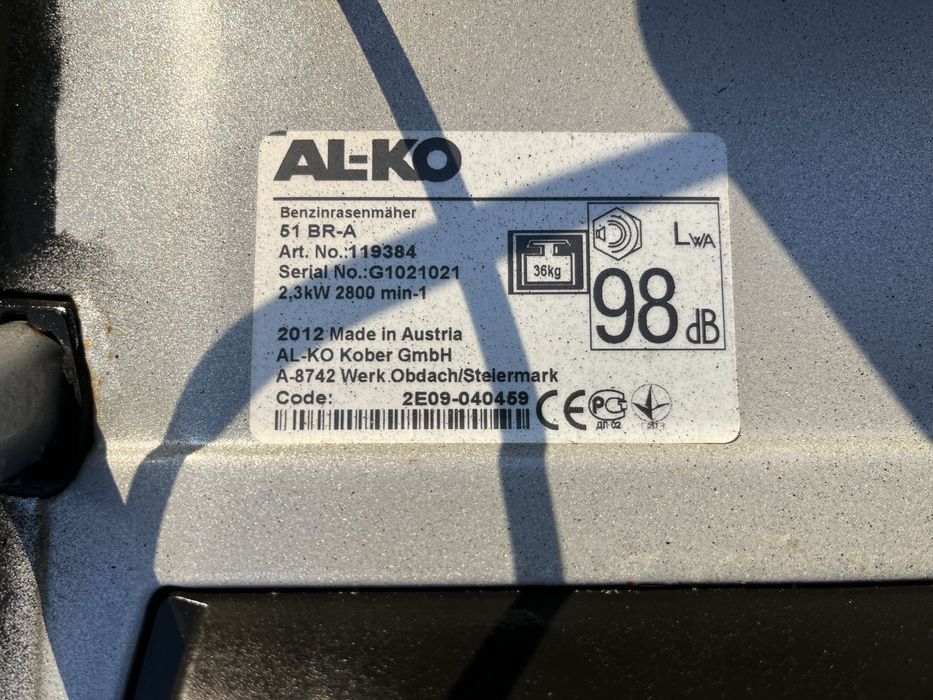 AL-KO
Benzinrasenmäher
51 BR-A
Art. No.:119384
Serial No.:G1021021
2,3kW 2800 min-1
36kg
LWA
98 dB
2012 Made in Austria
AL-KO Kober GmbH
A-8742 Werk Obdach/Steiermark
Code: 2E09-040459
CE